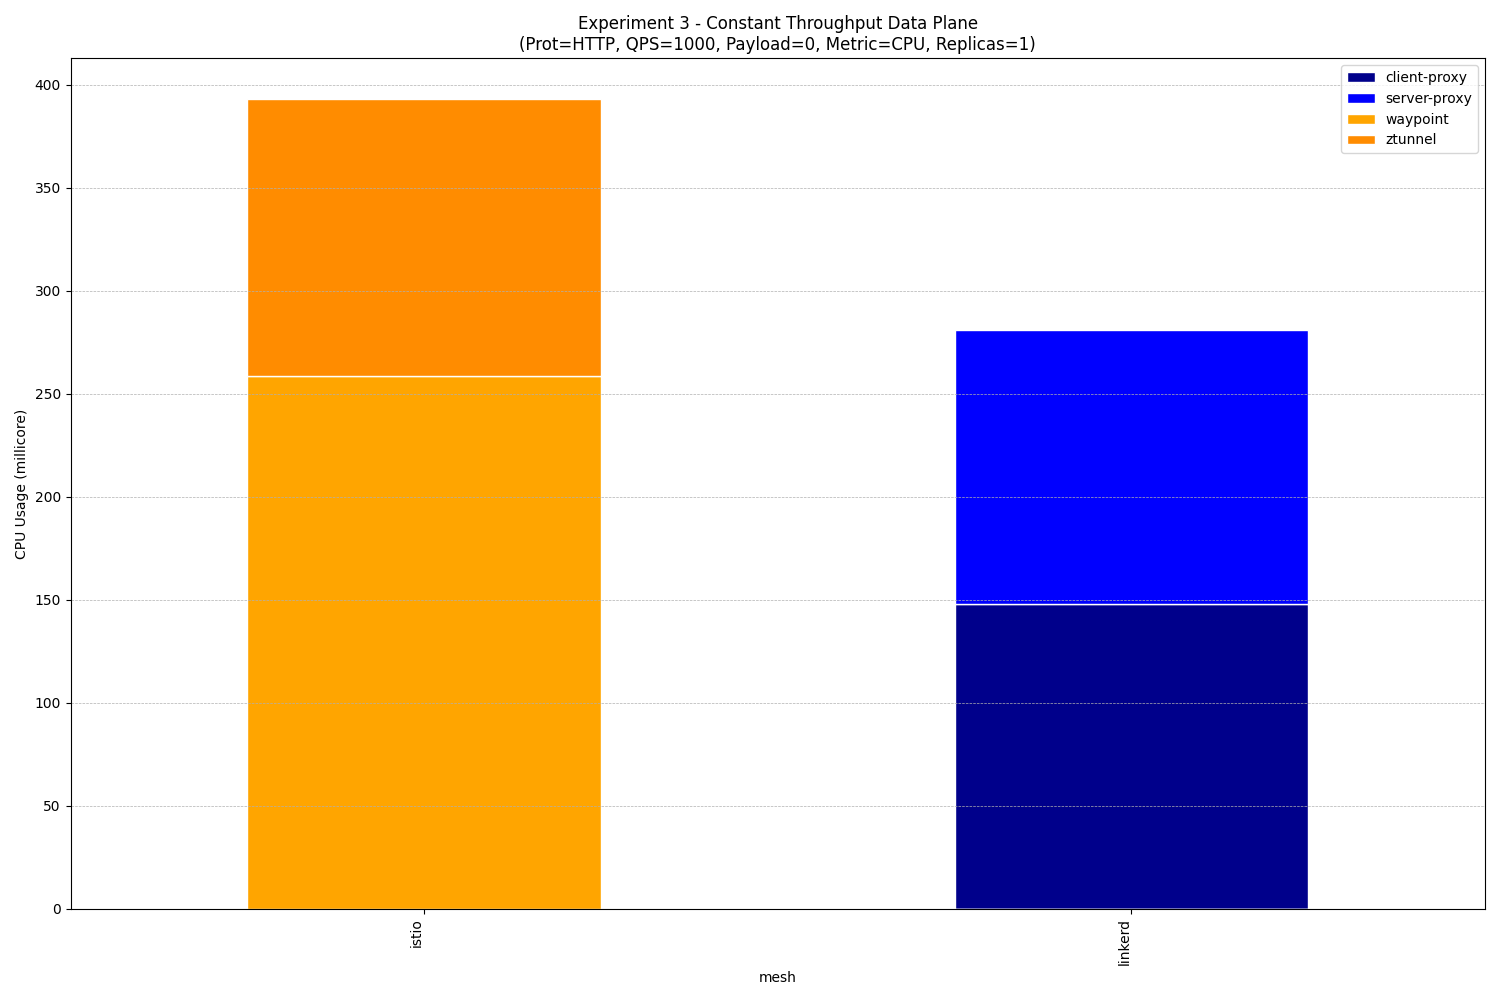 Experiment 3 - Constant Throughput Data Plane
(Prot=HTTP, QPS=1000, Payload=0, Metric=CPU, Replicas=1)
client-proxy
server-proxy
waypoint
ztunnel
CPU Usage (millicore)
400
350
300
250
200
150
100
50
0
istio
linkerd
mesh